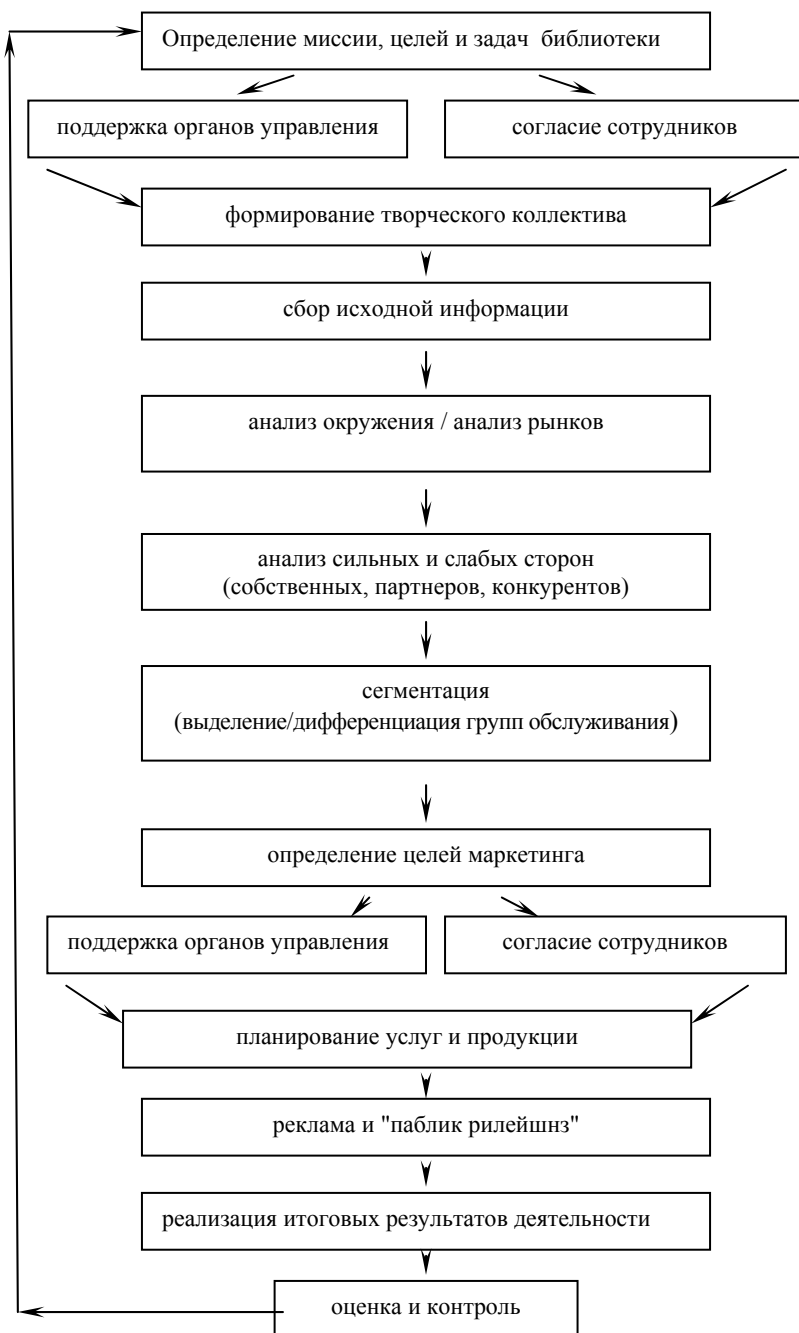 Определение миссии, целей и задач библиотеки
поддержка органов управления
согласие сотрудников
формирование творческого коллектива
сбор исходной информации
анализ окружения / анализ рынков
анализ сильных и слабых сторон
(собственных, партнеров, конкурентов)
сегментация
(выделение/дифференциация групп обслуживания)
определение целей маркетинга
поддержка органов управления
согласие сотрудников
планирование услуг и продукции
реклама и "паблик рилейшнз"
реализация итоговых результатов деятельности
оценка и контроль